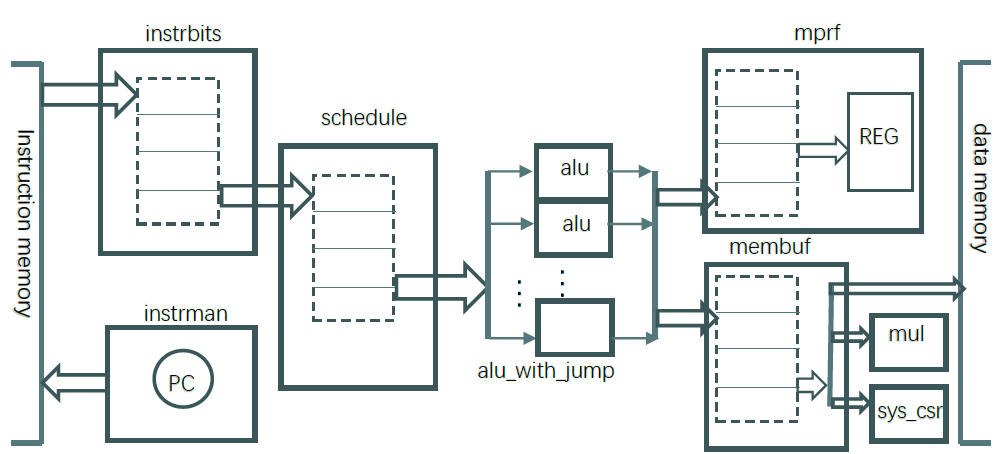 instrbits
mprf
schedule
Instruction memory
alu
REG
data memory
alu
membuf
instrman
PC
alu_with_jump
mul
sys_csr